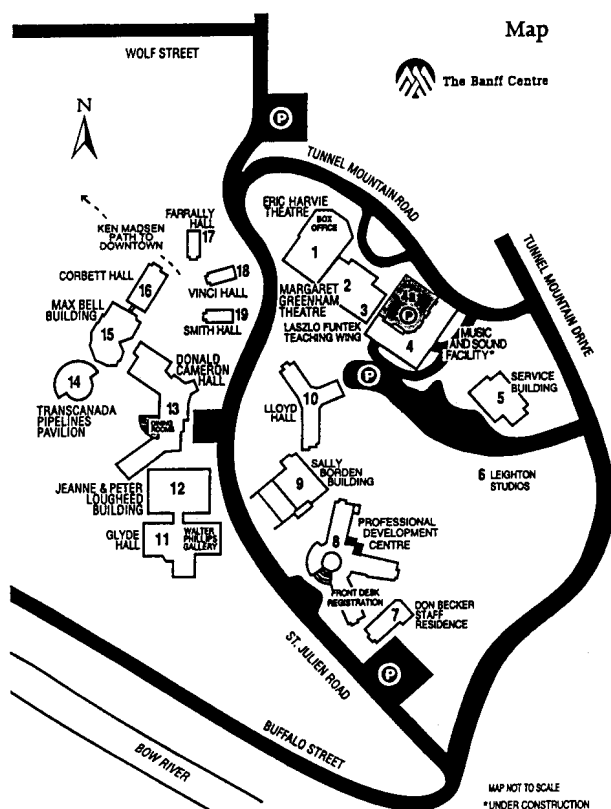 Map
The Banff Centre
WOLF STREET
N
P
TUNNEL MOUNTAIN ROAD
TUNNEL MOUNTAIN DRIVE
KEN MADSEN
PATH TO
DOWNTOWN
FARRALLY
HALL
17
ERIC HARVIE
THEATRE
BOX
OFFICE
1
18
VINCI HALL
CORBETT HALL
16
MAX BELL
BUILDING
15
19
SMITH HALL
2
MARGARET
GREENHAM
THEATRE
3
LASZLO FUNTEK
TEACHING WING
P
4
MUSIC
AND SOUND
FACILITY*
DONALD
CAMERON
HALL
14
TRANSCANADA
PIPELINES
PAVILION
13
DINING
ROOMS
10
LLOYD
HALL
P
SERVICE
BUILDING
5
6 LEIGHTON
STUDIOS
SALLY
BORDEN
BUILDING
9
JEANNE & PETER
LOUGHEED
BUILDING
12
GLYDE
HALL
11
WALTER
PHILLIPS
GALLERY
PROFESSIONAL
DEVELOPMENT
CENTRE
8
FRONT DESK
REGISTRATION
7
DON BECKER
STAFF
RESIDENCE
P
ST. JULIEN ROAD
BUFFALO STREET
BOW RIVER
MAP NOT TO SCALE
*UNDER CONSTRUCTION